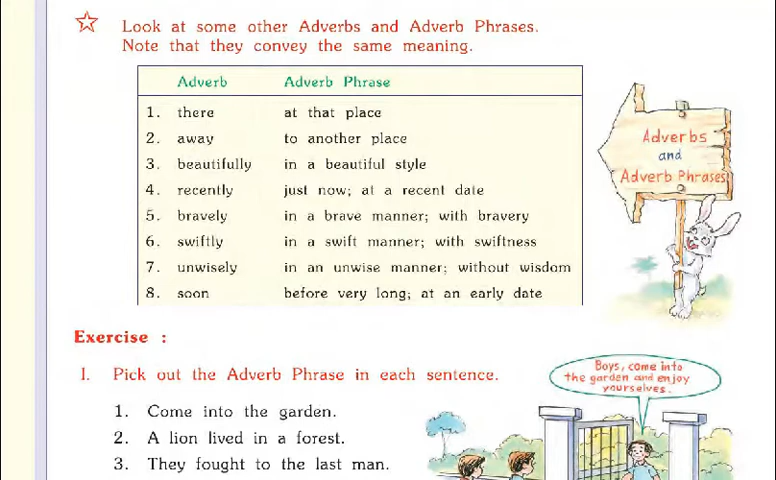 ☆ Look at some other Adverbs and Adverb Phrases.
Note that they convey the same meaning.
Adverb Adverb Phrase
1. there at that place
2. away to another place
3. beautifully in a beautiful style
4. recently just now; at a recent date
5. bravely in a brave manner; with bravery
6. swiftly in a swift manner; with swiftness
7. unwisely in an unwise manner; without wisdom
8. soon before very long; at an early date
Adverbs
and
Adverb Phrases
Exercise :
I. Pick out the Adverb Phrase in each sentence.
1. Come into the garden.
2. A lion lived in a forest.
3. They fought to the last man.
Boys, come into
the garden and enjoy
yourselves.